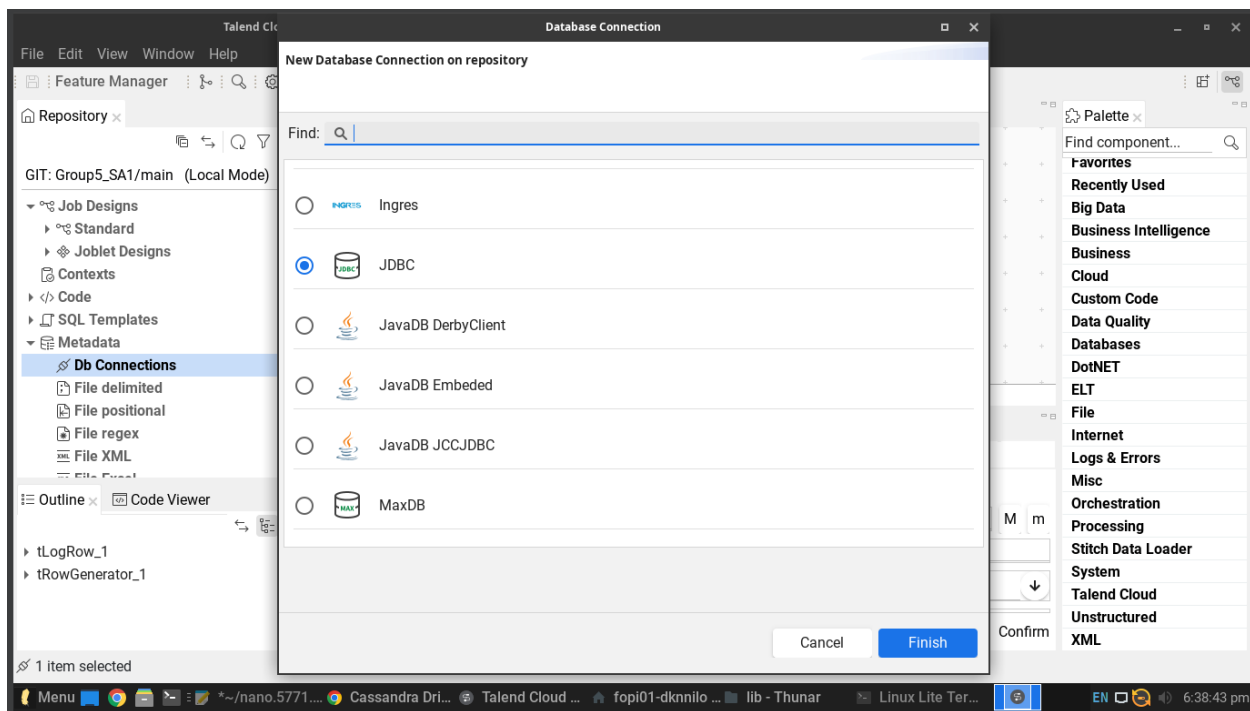 Talend Clo
Database Connection
File Edit View Window Help
New Database Connection on repository
Feature Manager
Repository
Palette
Find:
Find component...
GIT: Group5_SA1/main (Local Mode)
Favorites
Recently Used
Job Designs
Ingres
Big Data
Standard
Business Intelligence
Joblet Designs
Business
JDBC
JDBC
Contexts
Cloud
Code
Custom Code
SQL Templates
JavaDB DerbyClient
Data Quality
Metadata
Databases
Db Connections
DotNET
File delimited
JavaDB Embeded
ELT
File positional
File
File regex
Internet
File XML
JavaDB JCCJDBC
Logs & Errors
File Excel
Misc
Outline
Code Viewer
MAX
MaxDB
Orchestration
M m
Processing
tLogRow_1
Stitch Data Loader
tRowGenerator_1
System
Talend Cloud
Unstructured
Cancel
Finish
Confirm
XML
1 item selected
Menu
*~/nano.5771....
Cassandra Dri...
Talend Cloud ...
fopi01-dknnilo ...
lib - Thunar
Linux Lite Ter...
EN
6:38:43 pm